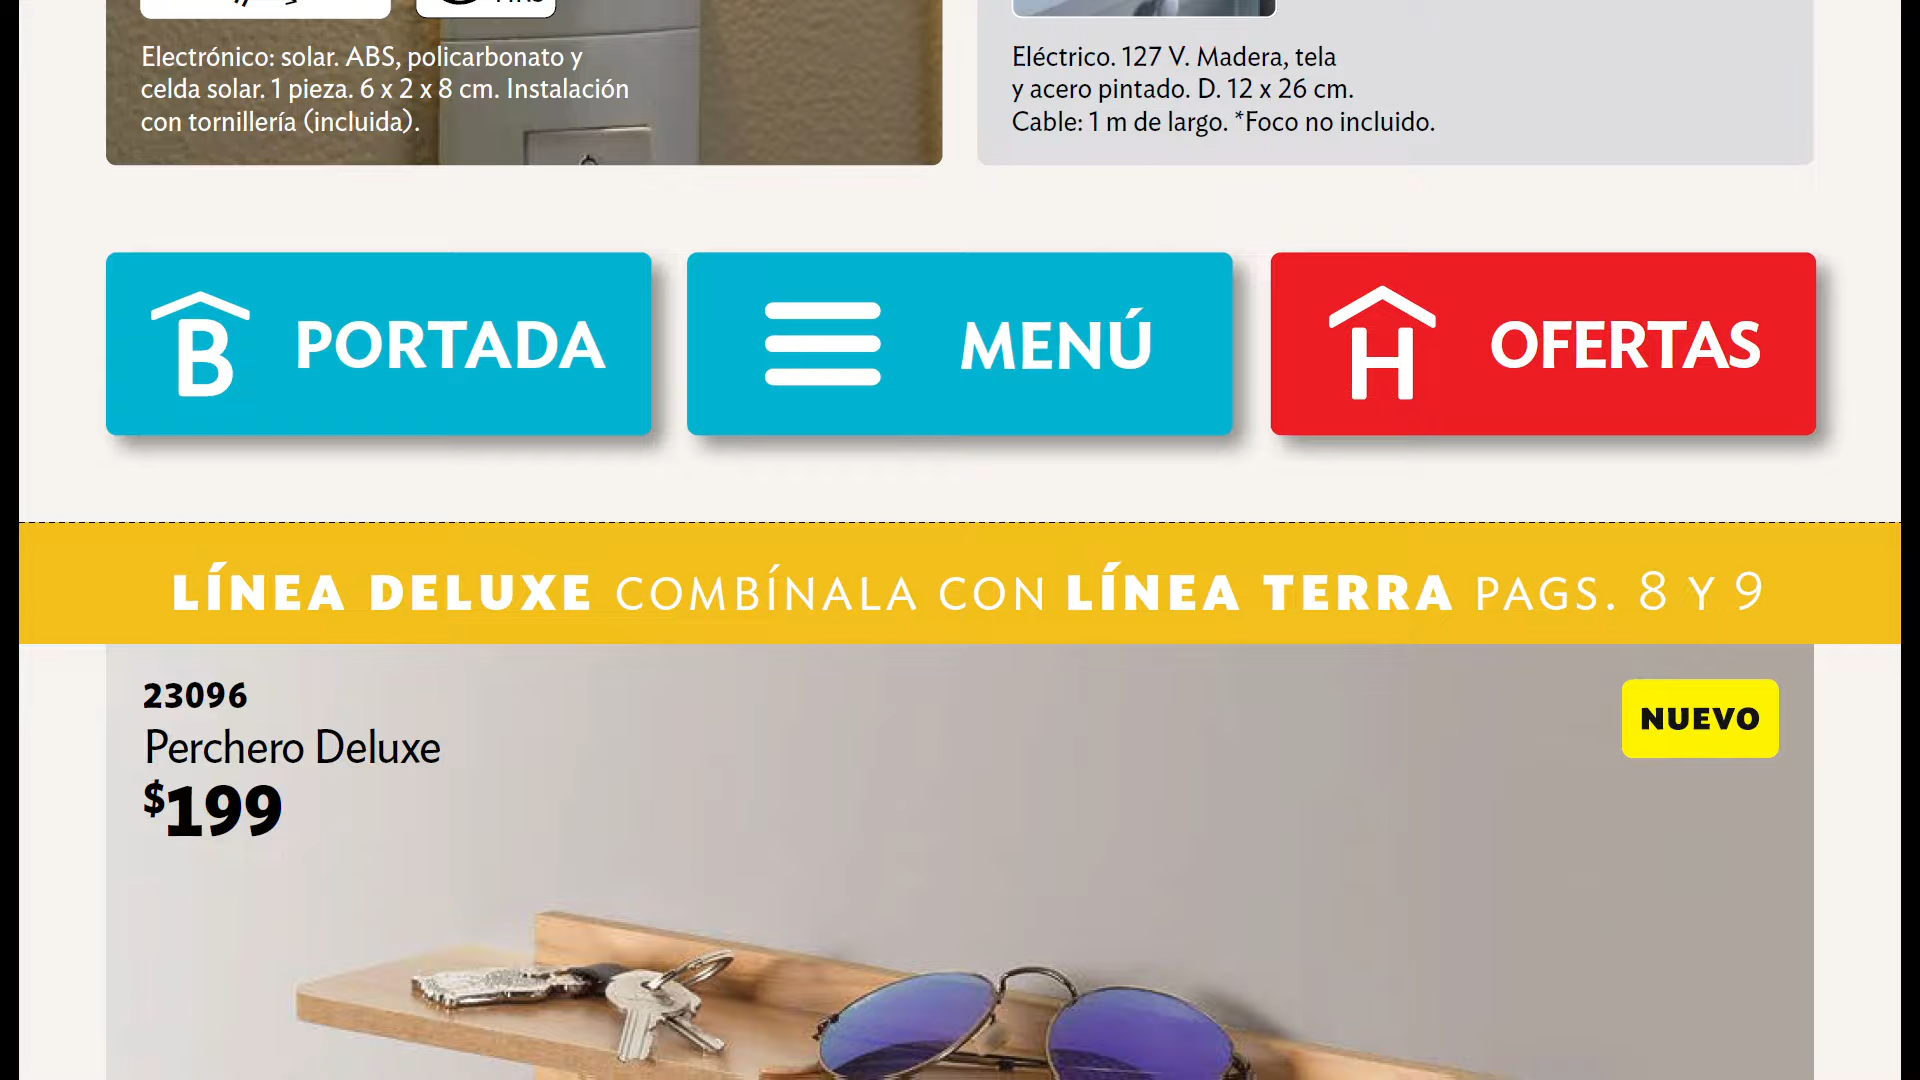 Electrónico: solar. ABS, policarbonato y
celda solar. 1 pieza. 6 x 2 x 8 cm. Instalación
con tornillería (incluida).
Eléctrico. 127 V. Madera, tela
y acero pintado. D. 12 x 26 cm.
Cable: 1 m de largo. *Foco no incluido.
B PORTADA
MENÚ
H OFERTAS
LÍNEA DELUXE COMBÍNALA CON LÍNEA TERRA PAGS. 8 Y 9
23096
Perchero Deluxe
$199
NUEVO